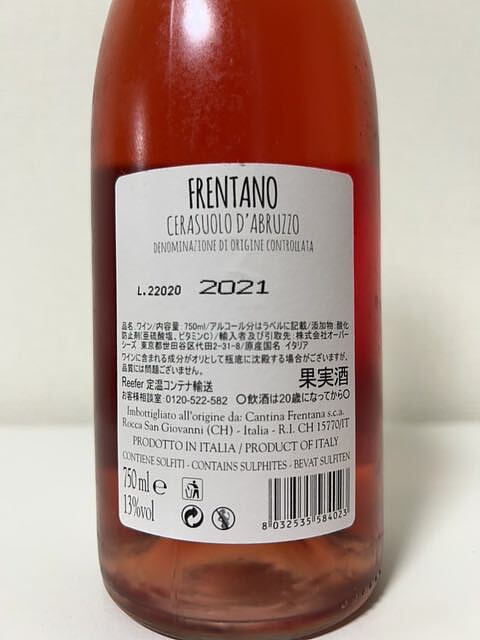 FRENTANO
CERASUOLO D'ABRUZZO
DENOMINAZIONE DI ORIGINE CONTROLLATA
L.22020 2021
品名:ワイン/内容量:750ml/アルコール分はラベルに記載/添加物:酸化
防止剤(亜硫酸塩、ビタミンC)/輸入者及び引取先:株式会社オーバー
シーズ 東京都世田谷区代田2-31-8/原産国名 イタリア
ワインに含まれる成分がオリとして瓶底に沈殿する場合がございますが、
品質には問題ございません。
果実酒
Reefer 定温コンテナ輸送
お客様相談室:0120-522-582 〇飲酒は20歳になってから〇
Imbottigliato all'origine da: Cantina Frentana s.c.a.
Rocca San Giovanni (CH) - Italia - R.I. CH 15770/IT
PRODOTTO IN ITALIA / PRODUCT OF ITALY
CONTIENE SOLFITI - CONTAINS SULPHITES - BEVAT SULFITEN
750 ml e
13%vol
8 032535 584023